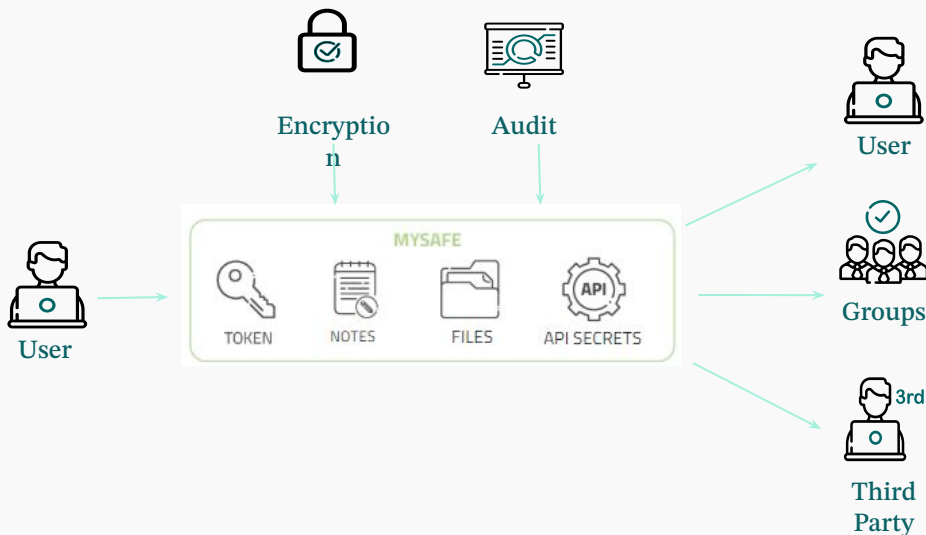 Encryptio
n
Audit
User
MYSAFE
TOKEN
NOTES
FILES
API
API SECRETS
User
Groups
3rd
Third
Party